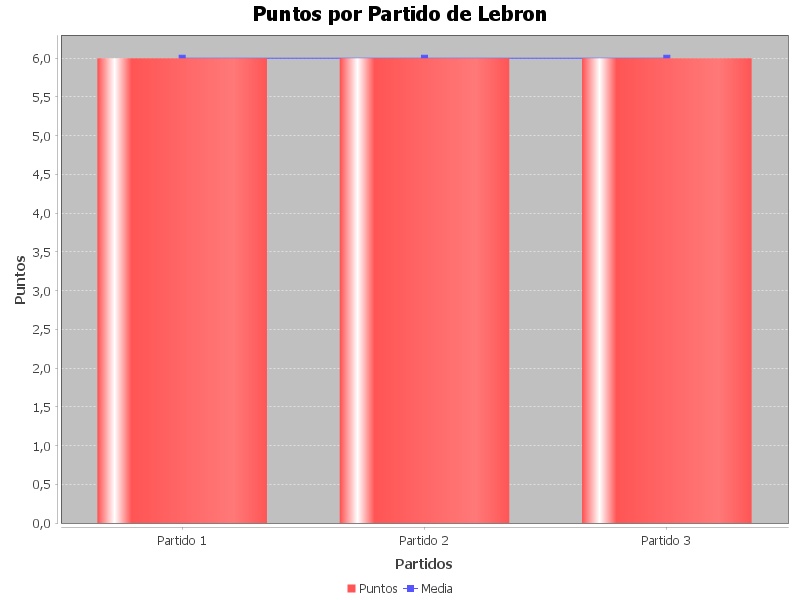 Puntos por Partido de Lebron
Puntos
6,0
5,5
5,0
4,5
4,0
3,5
3,0
2,5
2,0
1,5
1,0
0,5
0,0
Partido 1
Partido 2
Partido 3
Partidos
Puntos
Media